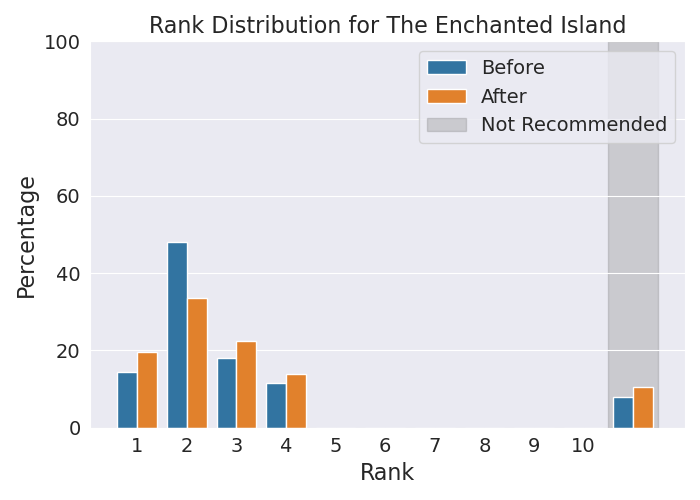 Rank Distribution for The Enchanted Island
Before
After
Not Recommended
Percentage
100
80
60
40
20
0
1 2 3 4 5 6 7 8 9 10
Rank